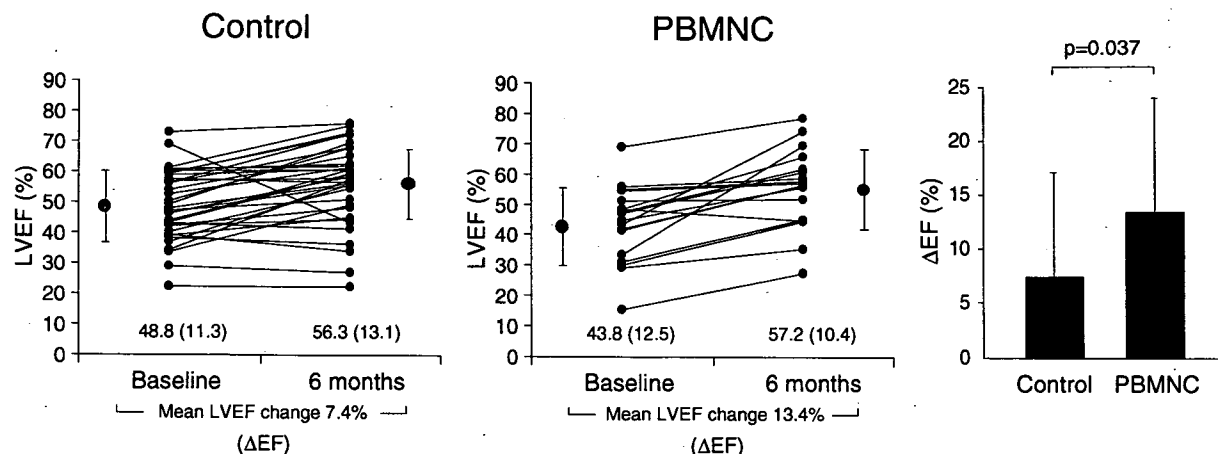 Control
LVEF (%)
90
80
70
60
50
40
30
20
10
0
48.8 (11.3)
56.3 (13.1)
Baseline
6 months
Mean LVEF change 7.4%
(ΔEF)
PBMNC
LVEF (%)
90
80
70
60
50
40
30
20
10
0
43.8 (12.5)
57.2 (10.4)
Baseline
6 months
Mean LVEF change 13.4%
(ΔEF)
p=0.037
ΔEF (%)
25
20
15
10
5
0
Control
PBMNC